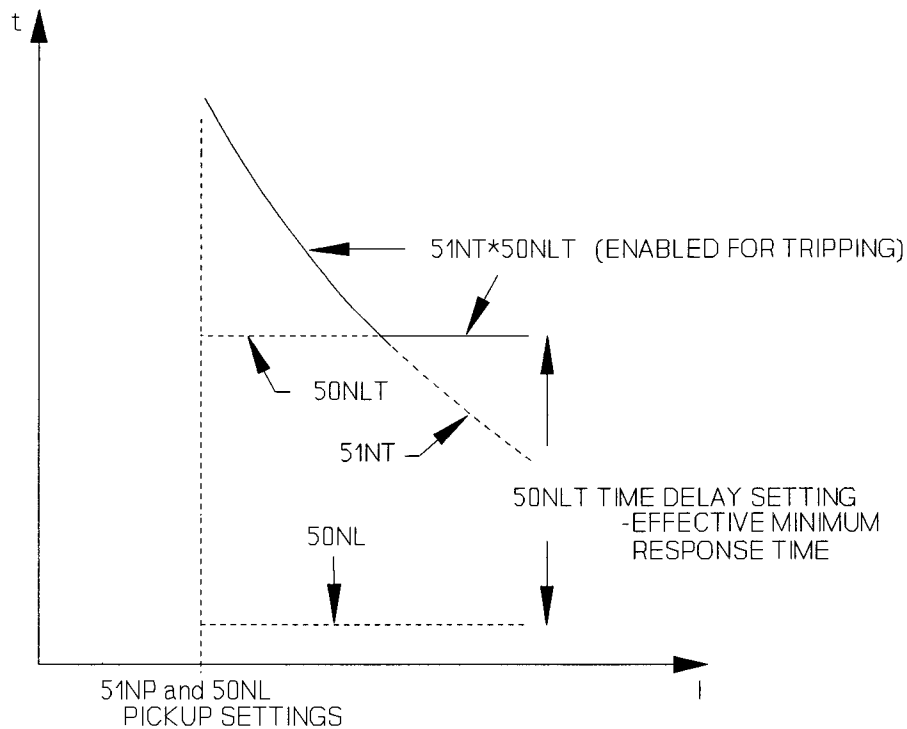 t
51NT*50NLT (ENABLED FOR TRIPPING)
50NLT
51NT
50NLT TIME DELAY SETTING
-EFFECTIVE MINIMUM
RESPONSE TIME
50NL
I
51NP and 50NL
PICKUP SETTINGS